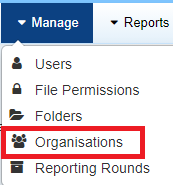 Manage Reports
Users
File Permissions
Folders
Organisations
Reporting Rounds